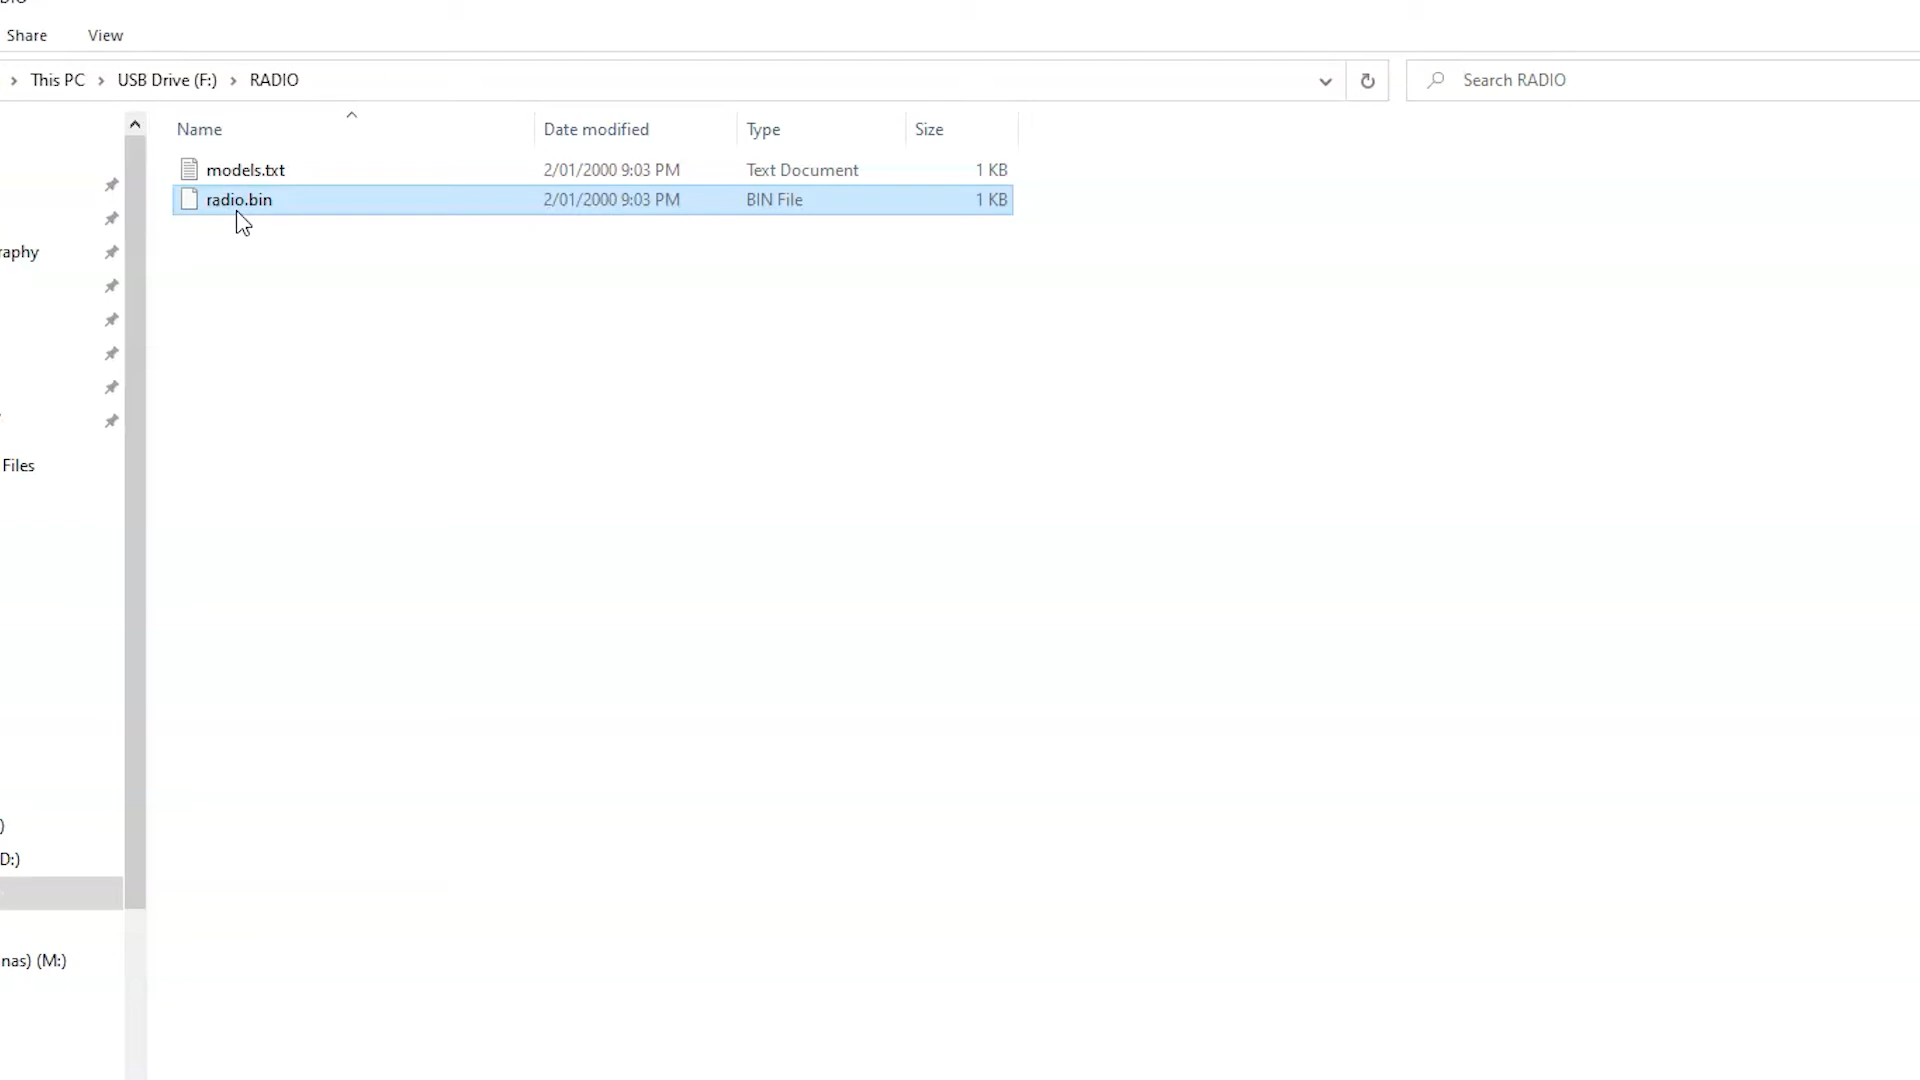 Share View
This PC > USB Drive (F:) > RADIO
Search RADIO
Name Date modified Type Size
models.txt 2/01/2000 9:03 PM Text Document 1 KB
radio.bin 2/01/2000 9:03 PM BIN File 1 KB
raphy
Files
)
D:)
nas) (M:)